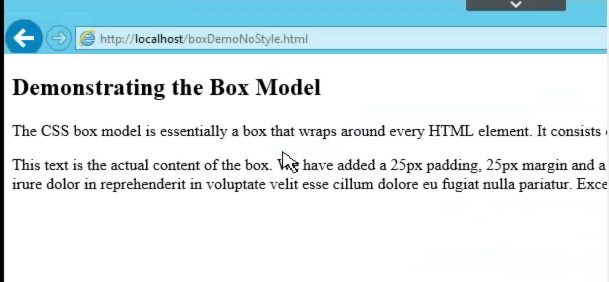 http://localhost/boxDemoNoStyle.html
Demonstrating the Box Model
The CSS box model is essentially a box that wraps around every HTML element. It consists
This text is the actual content of the box. We have added a 25px padding, 25px margin and a
irure dolor in reprehenderit in voluptate velit esse cillum dolore eu fugiat nulla pariatur. Exce